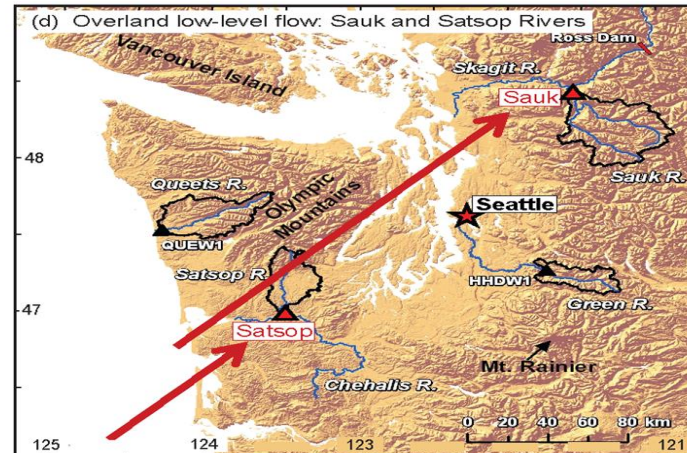 (d) Overland low-level flow: Sauk and Satsop Rivers
Vancouver Island
Ross Dam
Skagit R.
Sauk
48
Queets R.
Olympic
Mountains
Sauk R.
Seattle
QUEW1
Satsop R
HHDW1
Green R.
47
Satsop
Mt. Rainier
Chehalis R.
0 20 40 60 80 km
125 124 123 121